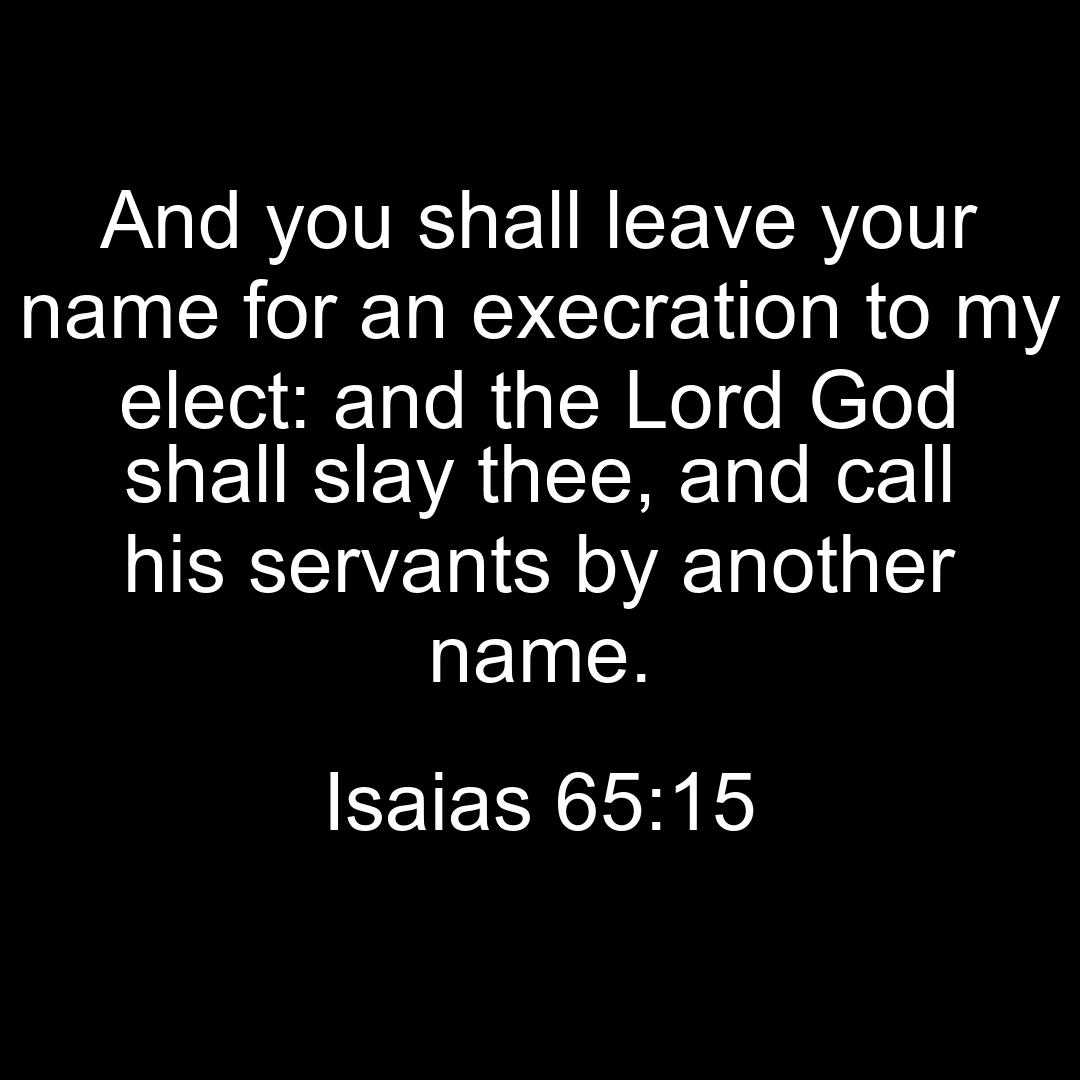 And you shall leave your
name for an execration to my
elect: and the Lord God
shall slay thee, and call
his servants by another
name.
Isaias 65:15